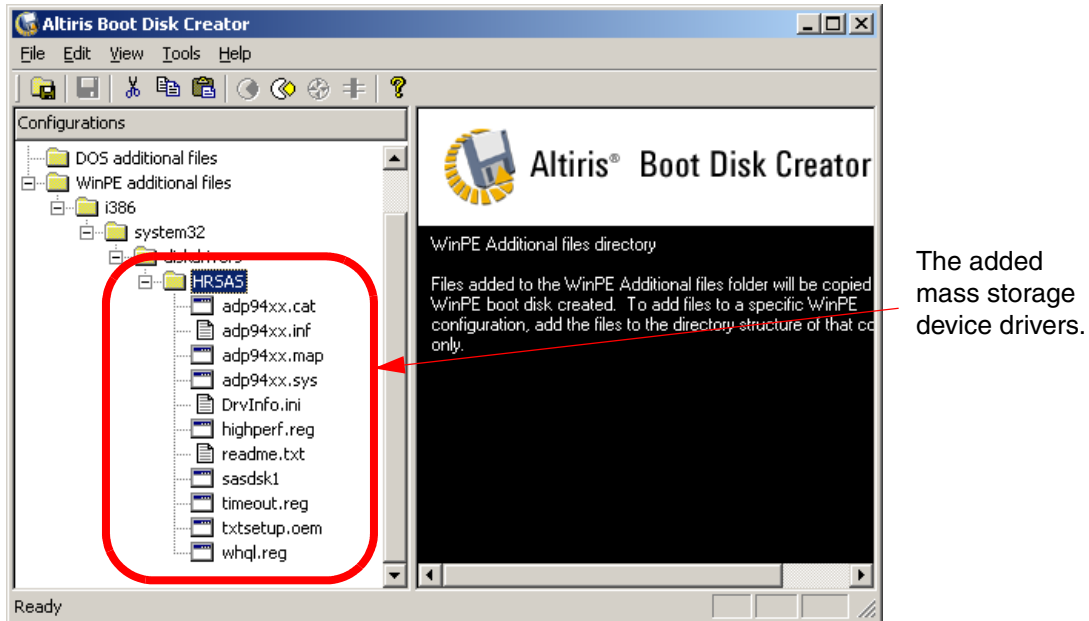 Altiris Boot Disk Creator
File Edit View Tools Help
Configurations
DOS additional files
WinPE additional files
i386
system32
diskdrivers
HRSAS
adp94xx.cat
adp94xx.inf
adp94xx.map
adp94xx.sys
DrvInfo.ini
highperf.reg
readme.txt
sasdsk1
timeout.reg
txtsetup.oem
whql.reg
Altiris® Boot Disk Creator
WinPE Additional files directory
Files added to the WinPE Additional files folder will be copied
WinPE boot disk created. To add files to a specific WinPE
configuration, add the files to the directory structure of that co
only.
The added
mass storage
device drivers.
Ready